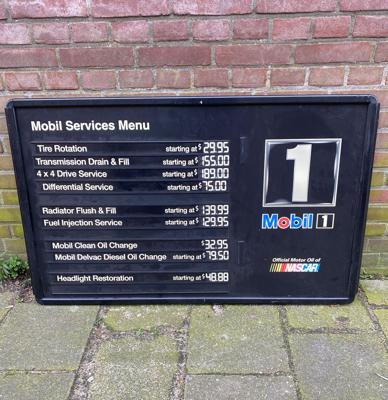 Mobil Services Menu
Tire Rotation starting at $29.95
Transmission Drain & Fill starting at $155.00
4 x 4 Drive Service starting at $189.00
Differential Service starting at $75.00
Radiator Flush & Fill starting at $139.99
Fuel Injection Service starting at $129.95
Mobil Clean Oil Change $32.95
Mobil Delvac Diesel Oil Change starting at $79.50
Headlight Restoration starting at $48.88
1
Mobil 1
Official Motor Oil of
NASCAR